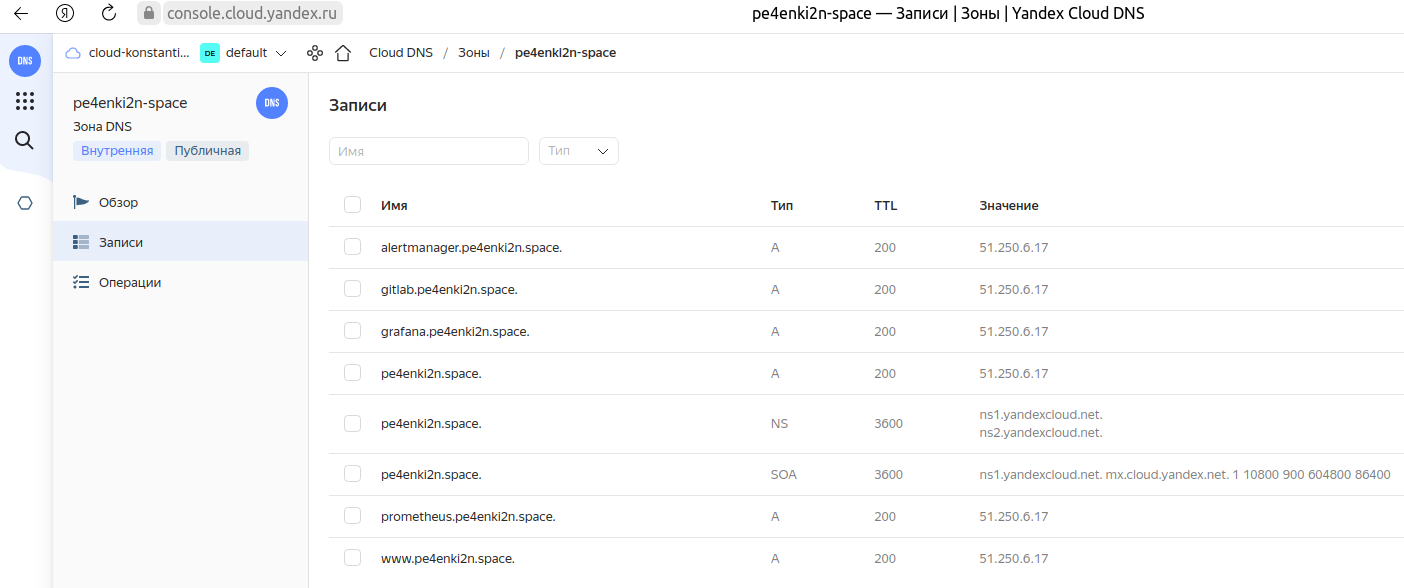 Я console.cloud.yandex.ru pe4enki2n-space — Записи | Зоны | Yandex Cloud DNS
DNS cloud-konstanti... DE default Cloud DNS / Зоны / pe4enki2n-space
pe4enki2n-space DNS
Зона DNS
Внутренняя Публичная
Обзор
Записи
Операции
Записи
Имя Тип
Имя Тип TTL Значение
alertmanager.pe4enki2n.space. A 200 51.250.6.17
gitlab.pe4enki2n.space. A 200 51.250.6.17
grafana.pe4enki2n.space. A 200 51.250.6.17
pe4enki2n.space. A 200 51.250.6.17
pe4enki2n.space. NS 3600 ns1.yandexcloud.net.
ns2.yandexcloud.net.
pe4enki2n.space. SOA 3600 ns1.yandexcloud.net. mx.cloud.yandex.net. 1 10800 900 604800 86400
prometheus.pe4enki2n.space. A 200 51.250.6.17
www.pe4enki2n.space. A 200 51.250.6.17